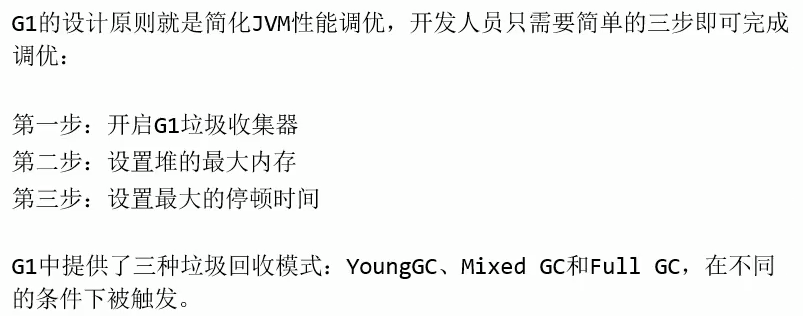 G1的设计原则就是简化JVM性能调优，开发人员只需要简单的三步即可完成
调优：
第一步：开启G1垃圾收集器
第二步：设置堆的最大内存
第三步：设置最大的停顿时间
G1中提供了三种垃圾回收模式：YoungGC、Mixed GC和Full GC，在不同
的条件下被触发。